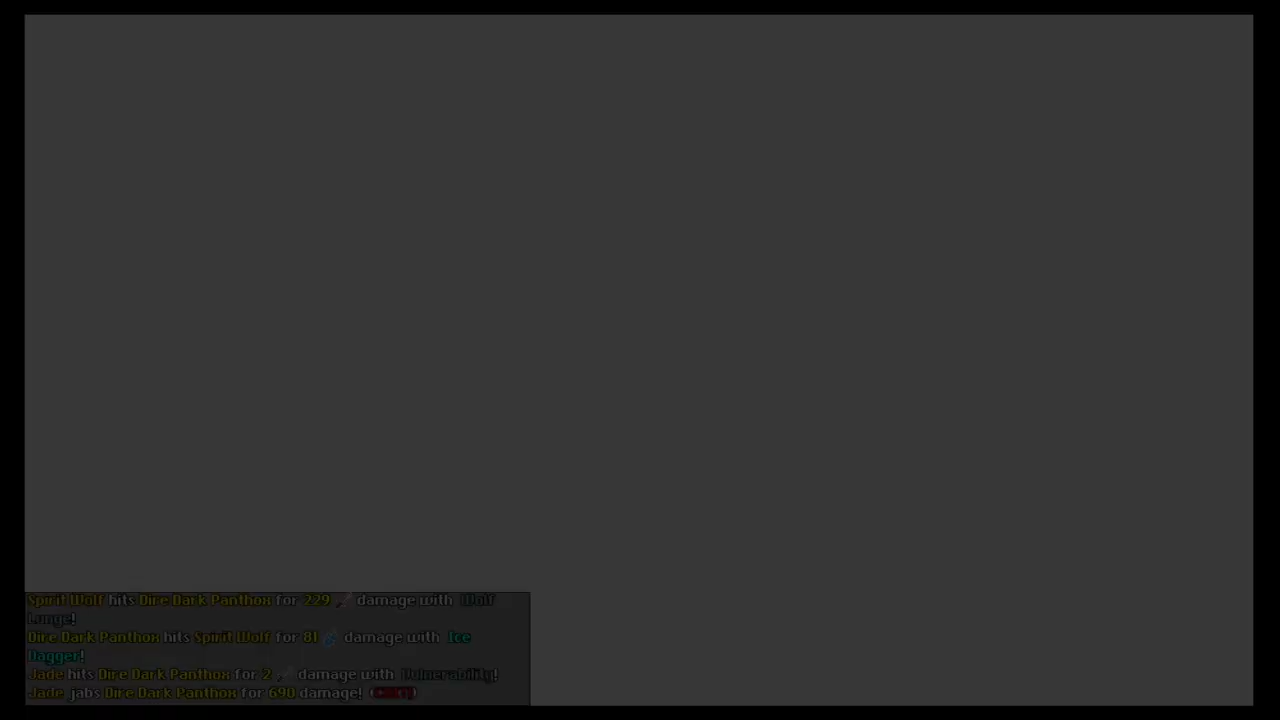 Spirit Wolf hits Dire Dark Panthox for 229 damage with Wolf
Lunge!
Dire Dark Panthox hits Spirit Wolf for 81 damage with Ice
Dagger!
Jade hits Dire Dark Panthox for 2 damage with Vulnerability!
Jade jabs Dire Dark Panthox for 690 damage!